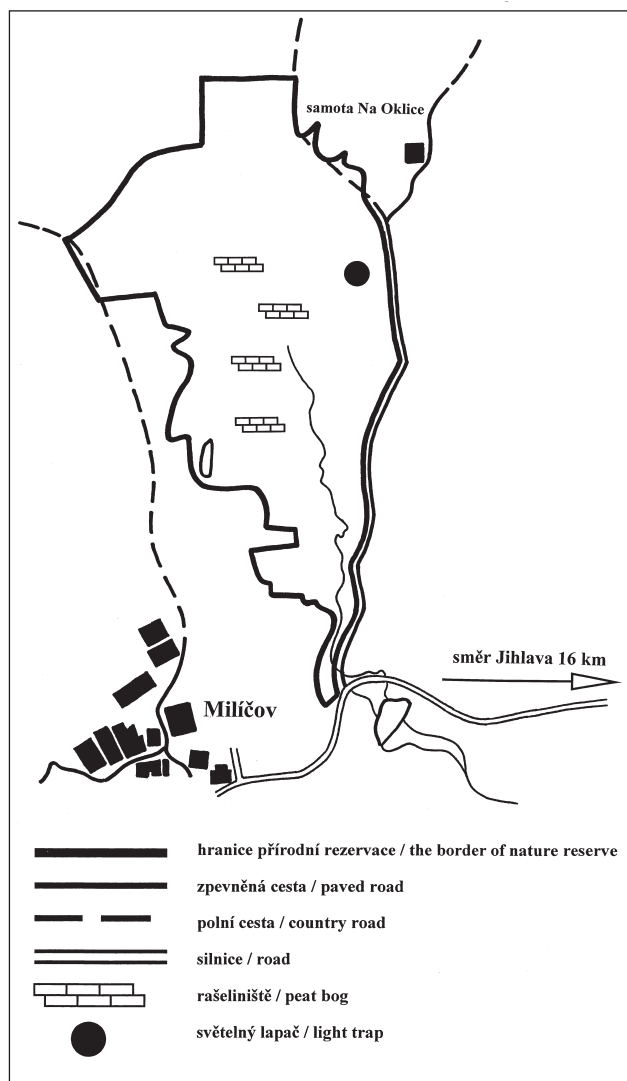 samota Na Oklice
směr Jihlava 16 km
Milíčov
hranice přírodní rezervace / the border of nature reserve
zpevněná cesta / paved road
polní cesta / country road
silnice / road
rašeliniště / peat bog
světelný lapač / light trap